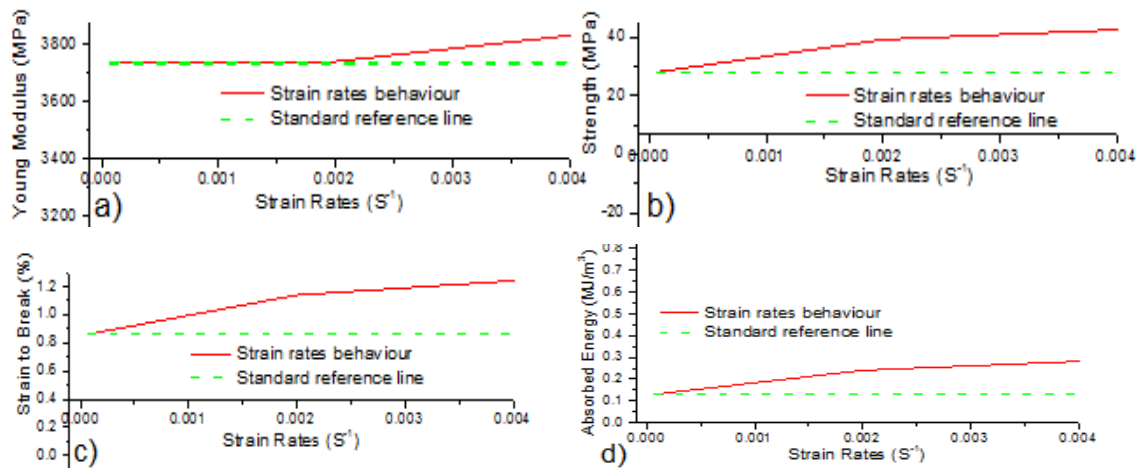 Young Modulus (MPa)
3800
3600
3400
3200
Strain rates behaviour
Standard reference line
0.000
0.001
0.002
0.003
0.004
Strain Rates (S⁻¹)
a)
Strength (MPa)
40
20
0
-20
Strain rates behaviour
Standard reference line
0.000
0.001
0.002
0.003
0.004
Strain Rates (S⁻¹)
b)
Strain to Break (%)
1.2
1.0
0.8
0.6
0.4
0.2
0.0
Strain rates behaviour
Standard reference line
0.000
0.001
0.002
0.003
0.004
Strain Rates (S⁻¹)
c)
Absorbed Energy (MJ/m³)
0.8
0.7
0.6
0.5
0.4
0.3
0.2
0.1
0.0
Strain rates behaviour
Standard reference line
0.000
0.001
0.002
0.003
0.004
Strain Rates (S⁻¹)
d)